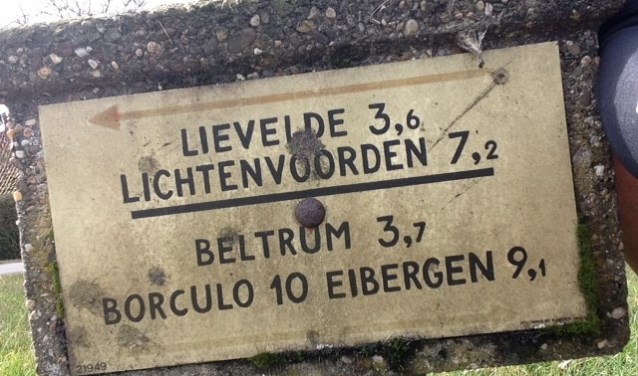 LIEVELDE 3,6
LICHTENVOORDEN 7,2
BELTRUM 3,7
BORCULO 10 EIBERGEN 9,1
21949